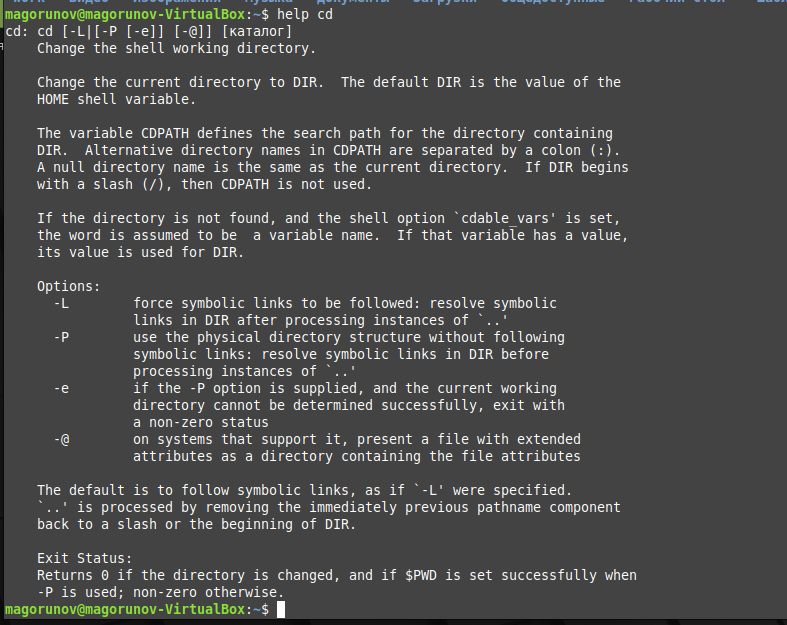 magorunov@magorunov-VirtualBox:~$ help cd
cd: cd [-L|[-P [-e]] [-@]] [каталог]
    Change the shell working directory.

    Change the current directory to DIR.  The default DIR is the value of the
    HOME shell variable.

    The variable CDPATH defines the search path for the directory containing
    DIR.  Alternative directory names in CDPATH are separated by a colon (:).
    A null directory name is the same as the current directory.  If DIR begins
    with a slash (/), then CDPATH is not used.

    If the directory is not found, and the shell option `cdable_vars' is set,
    the word is assumed to be  a variable name.  If that variable has a value,
    its value is used for DIR.

    Options:
      -L        force symbolic links to be followed: resolve symbolic
                links in DIR after processing instances of `..'
      -P        use the physical directory structure without following
                symbolic links: resolve symbolic links in DIR before
                processing instances of `..'
      -e        if the -P option is supplied, and the current working
                directory cannot be determined successfully, exit with
                a non-zero status
      -@        on systems that support it, present a file with extended
                attributes as a directory containing the file attributes

    The default is to follow symbolic links, as if `-L' were specified.
    `..' is processed by removing the immediately previous pathname component
    back to a slash or the beginning of DIR.

    Exit Status:
    Returns 0 if the directory is changed, and if $PWD is set successfully when
    -P is used; non-zero otherwise.
magorunov@magorunov-VirtualBox:~$